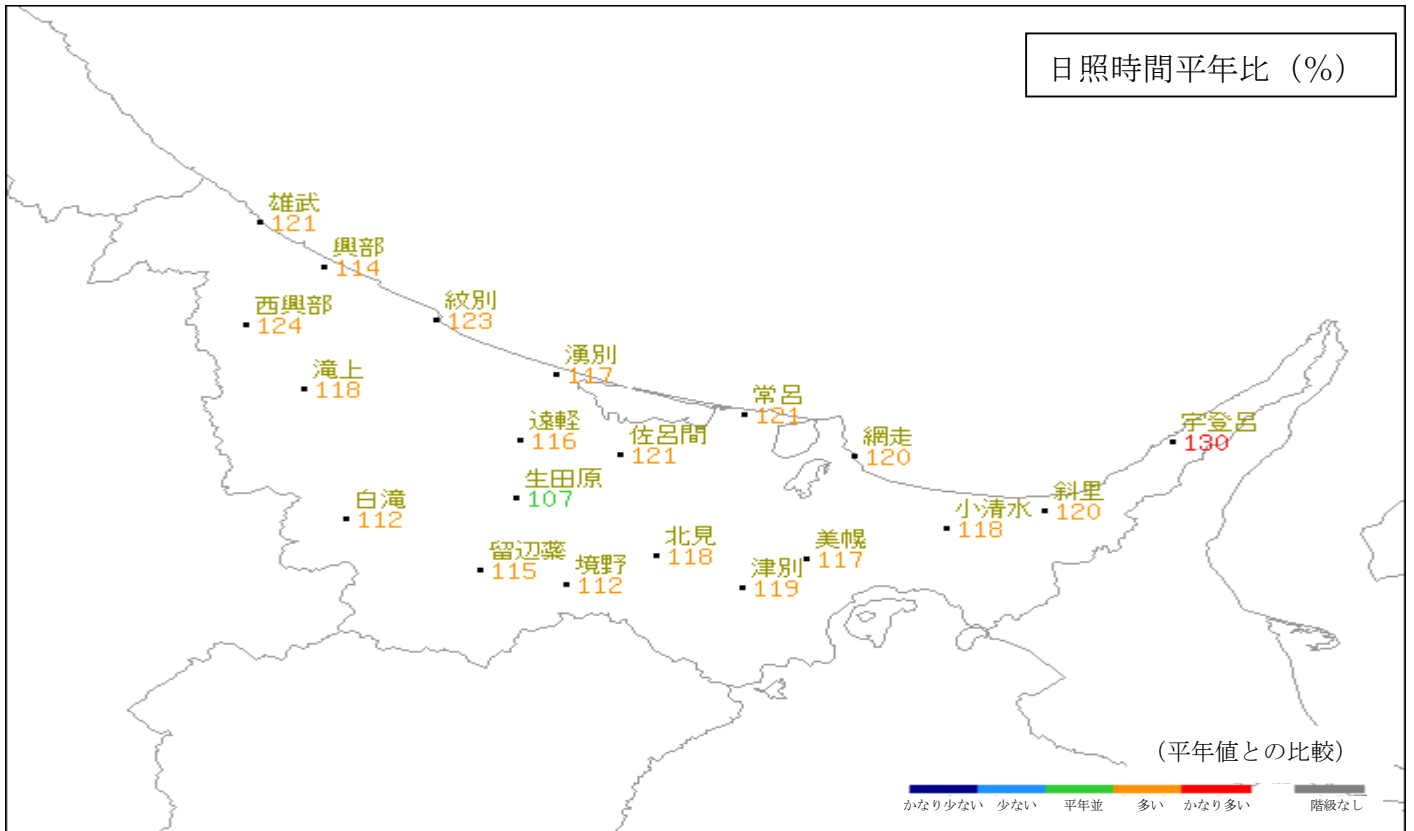 日照時間平年比（%）
雄武
121
興部
114
西興部
124
紋別
123
滝上
118
湧別
117
常呂
121
遠軽
116
佐呂間
121
網走
120
宇登呂
130
生田原
107
白滝
112
斜里
120
小清水
118
留辺蘂
115
境野
112
北見
118
美幌
117
津別
119
（平年値との比較）
かなり少ない 少ない 平年並 多い かなり多い 階級なし